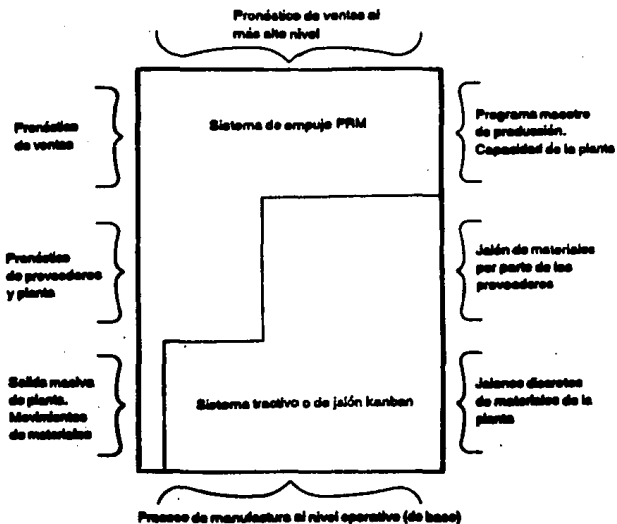 Pronóstico de ventas al
más alto nivel
Pronóstico
de ventas
Sistema de empuje PRM
Programa maestro
de producción.
Capacidad de la planta
Pronóstico
de proveedores
y planta
Jalón de materiales
por parte de los
proveedores
Salida masiva
de planta.
Movimientos
de materiales
Sistema tractivo o de jalón kanban
Jalones discretos
de materiales de la
planta
Proceso de manufactura al nivel operativo (de base)